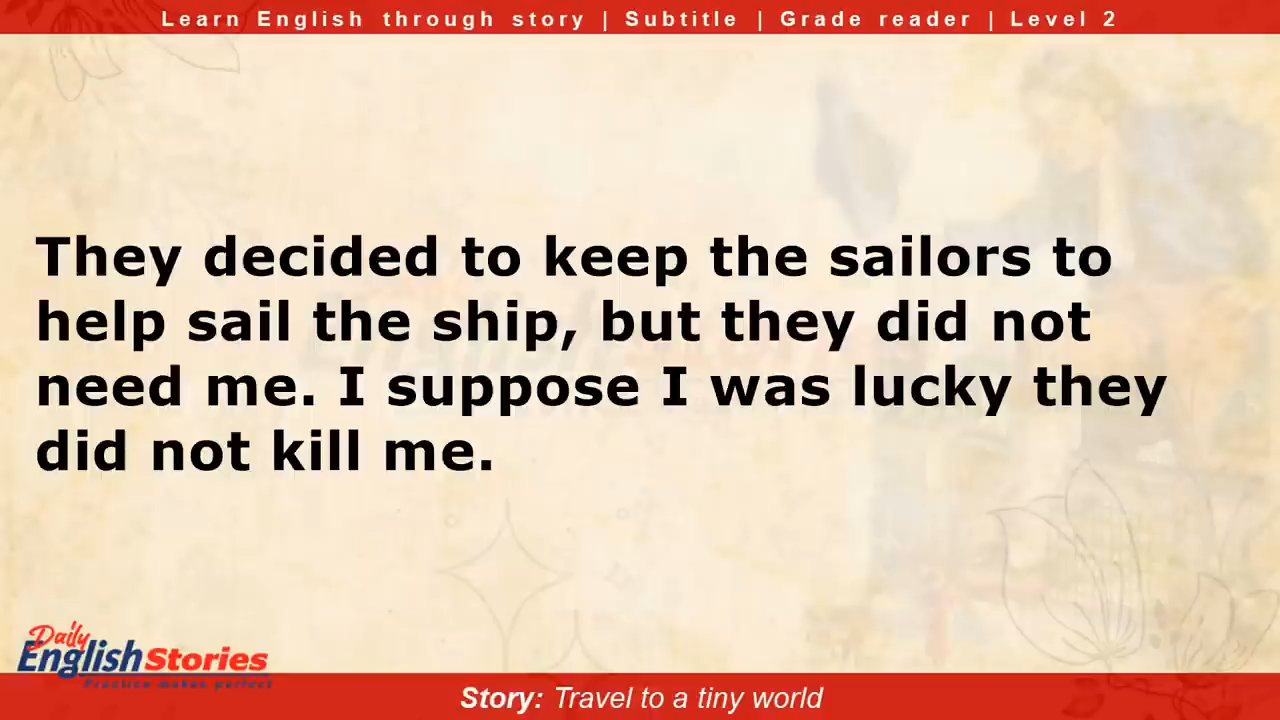 Learn English through story | Subtitle | Grade reader | Level 2
They decided to keep the sailors to
help sail the ship, but they did not
need me. I suppose I was lucky they
did not kill me.
Daily
English Stories
Practice makes perfect
Story: Travel to a tiny world